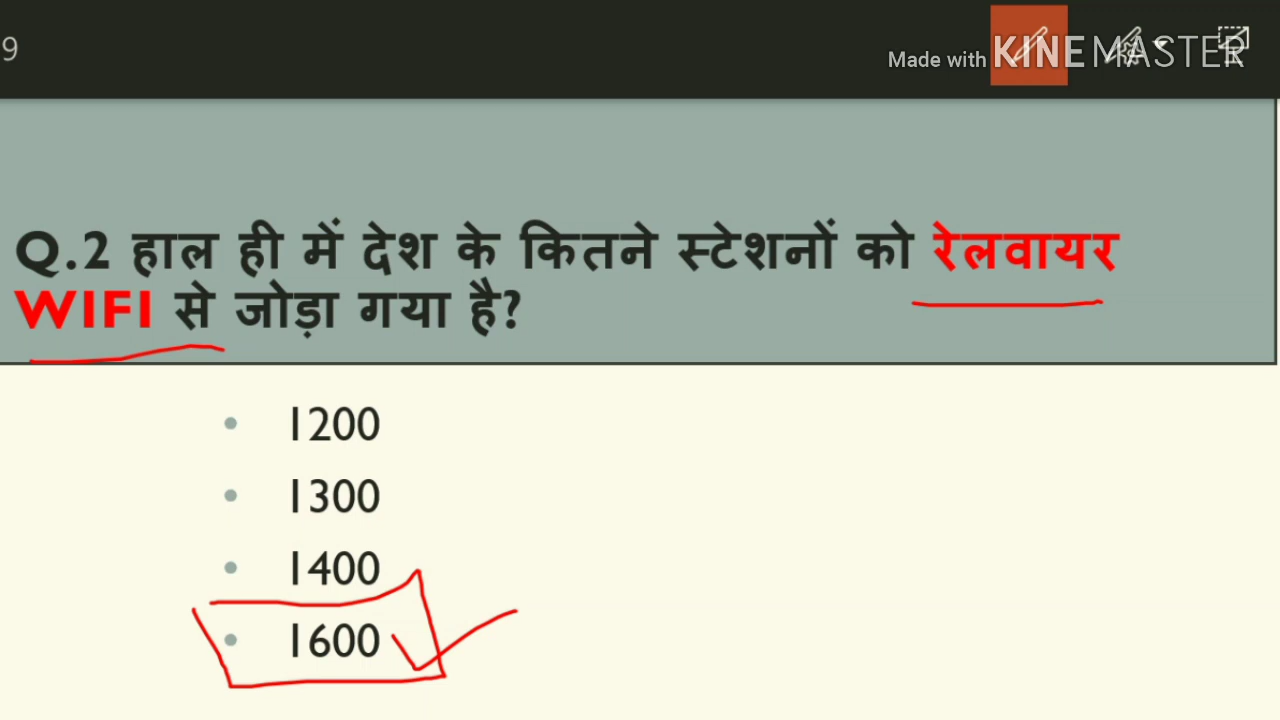 9
Made with KINEMASTER
Q.2 हाल ही में देश के कितने स्टेशनों को रेलवायर
WIFI से जोड़ा गया है?
• 1200
• 1300
• 1400
• 1600